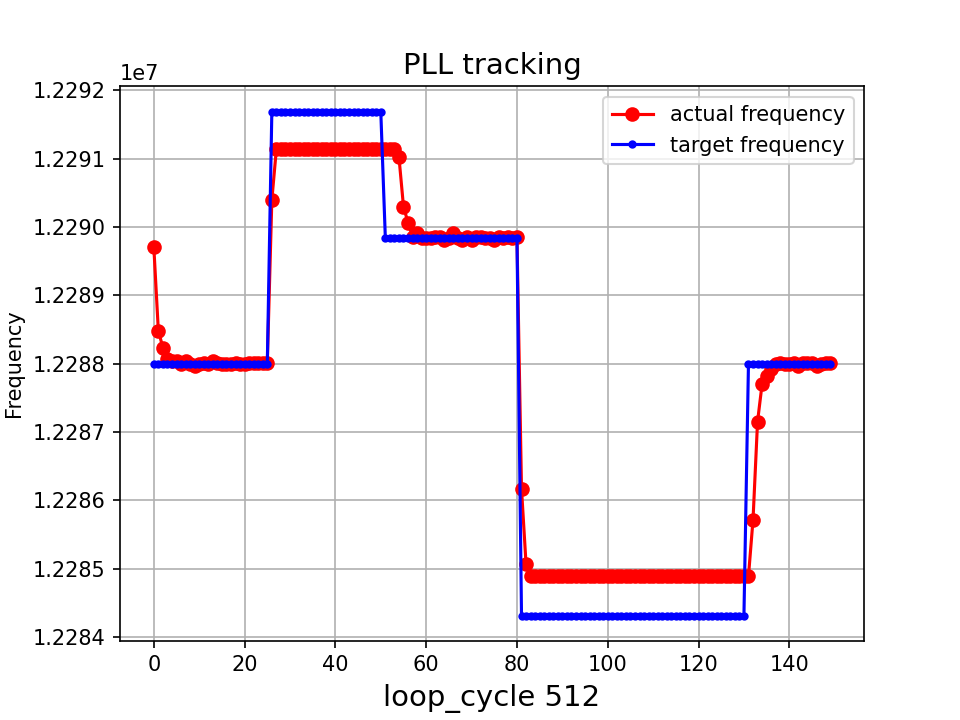 PLL tracking
1e7
1.2292
1.2291
1.2290
1.2289
1.2288
1.2287
1.2286
1.2285
1.2284
Frequency
actual frequency
target frequency
0 20 40 60 80 100 120 140
loop_cycle 512